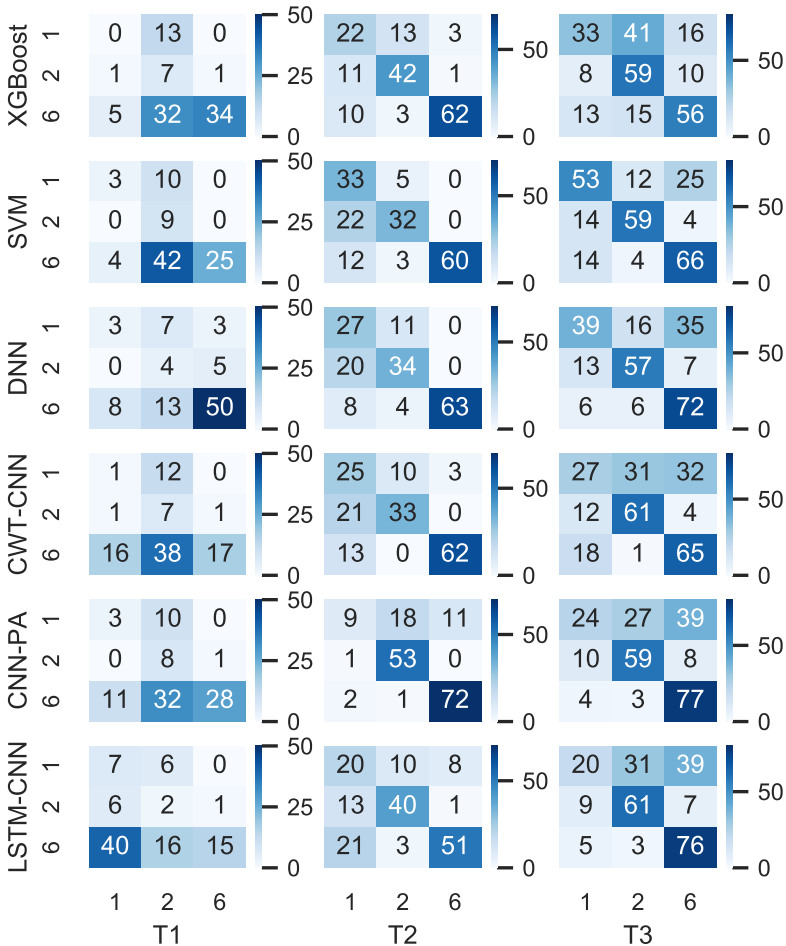 XGBoost
1 0 13 0 50 22 13 3 50 33 41 16 50
2 1 7 1 25 11 42 1 8 59 10
6 5 32 34 0 10 3 62 0 13 15 56 0
SVM
1 3 10 0 50 33 5 0 50 53 12 25 50
2 0 9 0 25 22 32 0 14 59 4
6 4 42 25 0 12 3 60 0 14 4 66 0
DNN
1 3 7 3 50 27 11 0 50 39 16 35 50
2 0 4 5 25 20 34 0 13 57 7
6 8 13 50 0 8 4 63 0 6 6 72 0
CWT-CNN
1 1 12 0 50 25 10 3 50 27 31 32 50
2 1 7 1 25 21 33 0 12 61 4
6 16 38 17 0 13 0 62 0 18 1 65 0
CNN-PA
1 3 10 0 50 9 18 11 50 24 27 39 50
2 0 8 1 25 1 53 0 10 59 8
6 11 32 28 0 2 1 72 0 4 3 77 0
LSTM-CNN
1 7 6 0 50 20 10 8 50 20 31 39 50
2 6 2 1 25 13 40 1 9 61 7
6 40 16 15 0 21 3 51 0 5 3 76 0
1 2 6 1 2 6 1 2 6
T1 T2 T3